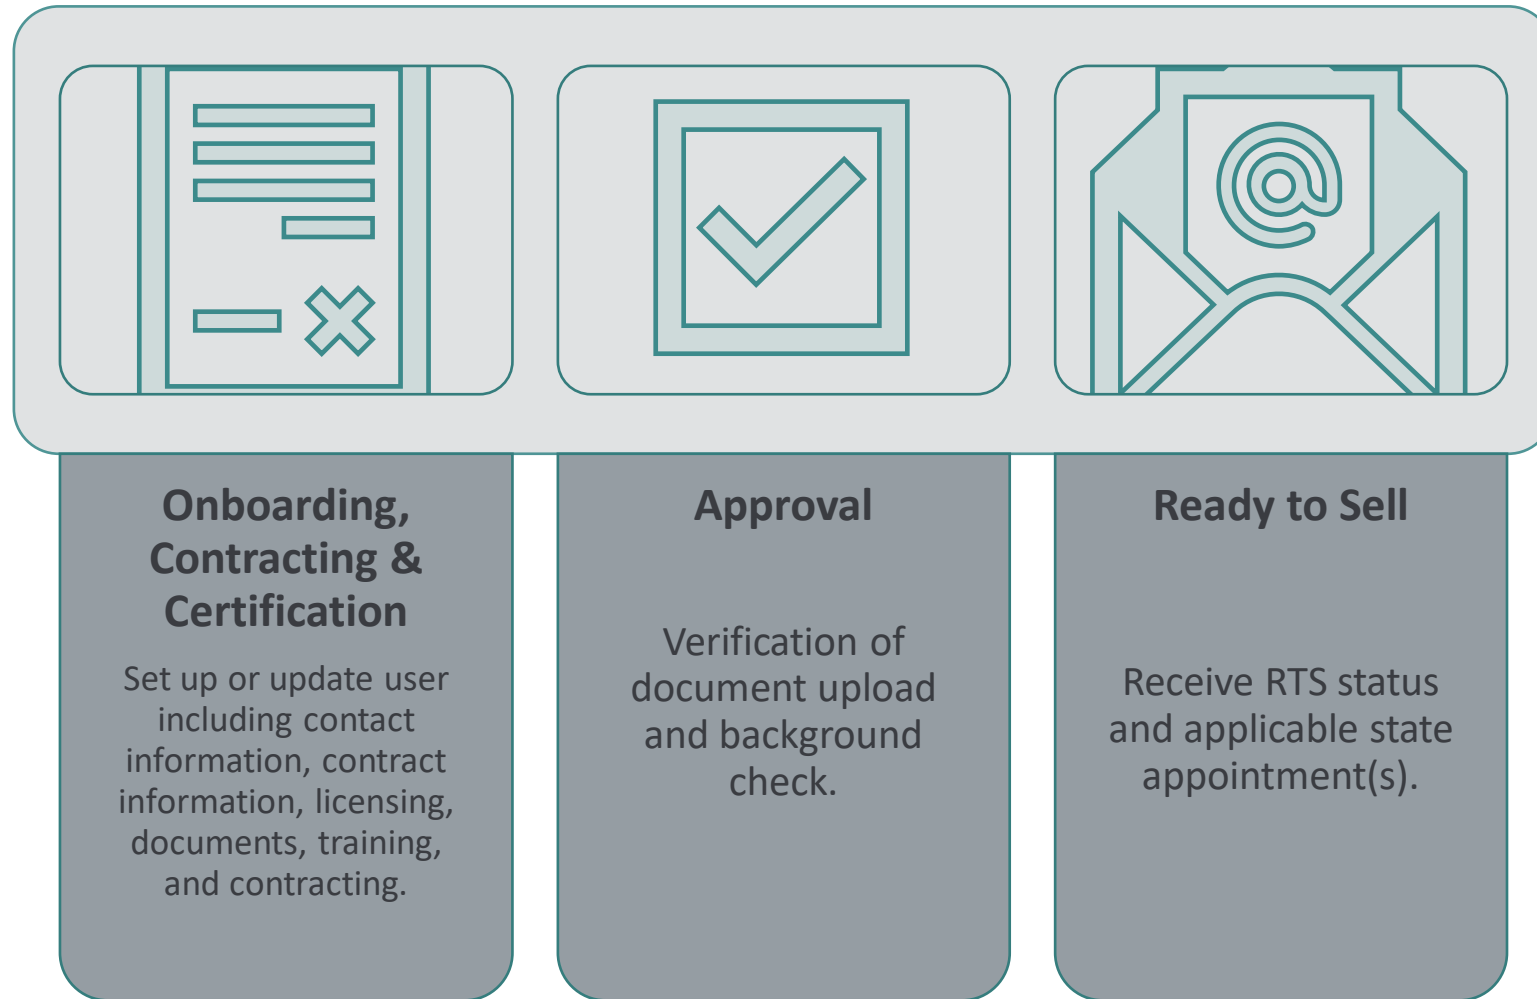 Onboarding,
Contracting &
Certification
Set up or update user
including contact
information, contract
information, licensing,
documents, training,
and contracting.
Approval
Verification of
document upload
and background
check.
Ready to Sell
Receive RTS status
and applicable state
appointment(s).